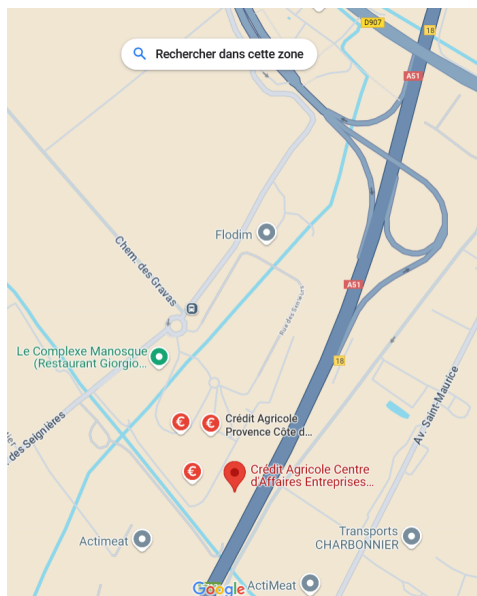 D907
18
Rechercher dans cette zone
A51
Flodim
Chem. des Gravas
A51
Rue des Senteurs
Le Complexe Manosque
(Restaurant Giorgio...
18
Av. Saint-Maurice
Crédit Agricole
Provence Côte d...
des Seignières
Crédit Agricole Centre
d'Affaires Entreprises...
Actimeat
Transports
CHARBONNIER
Google
ActiMeat